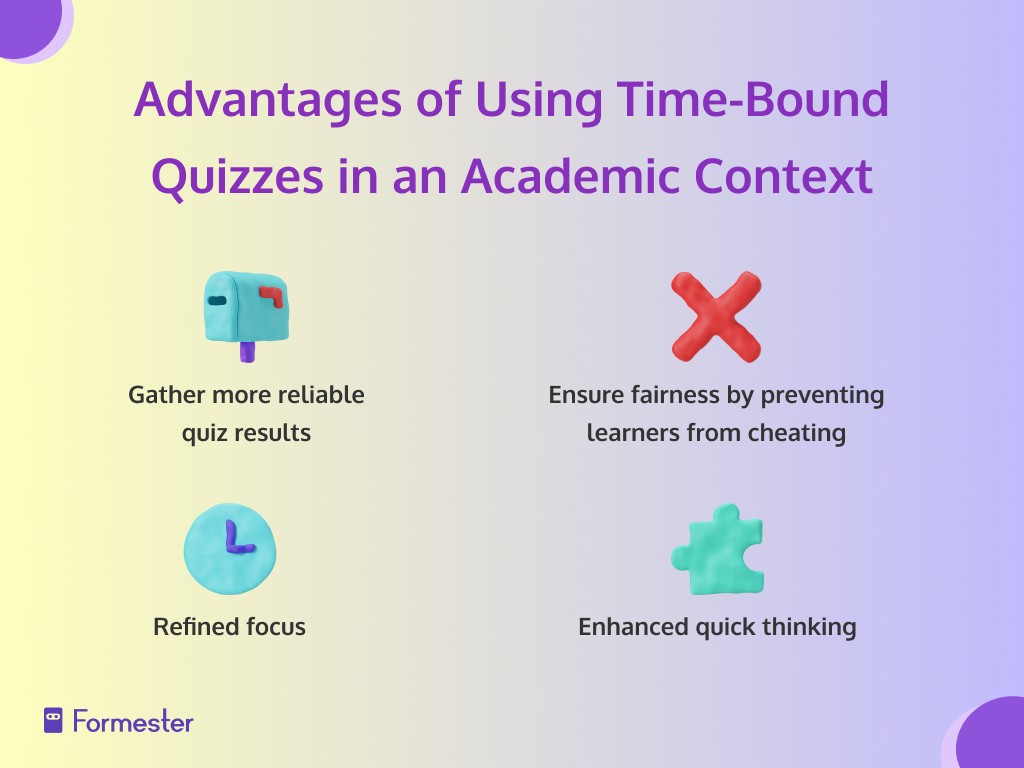 Advantages of Using Time-Bound
Quizzes in an Academic Context
Gather more reliable
quiz results
Ensure fairness by preventing
learners from cheating
Refined focus
Enhanced quick thinking
Formester